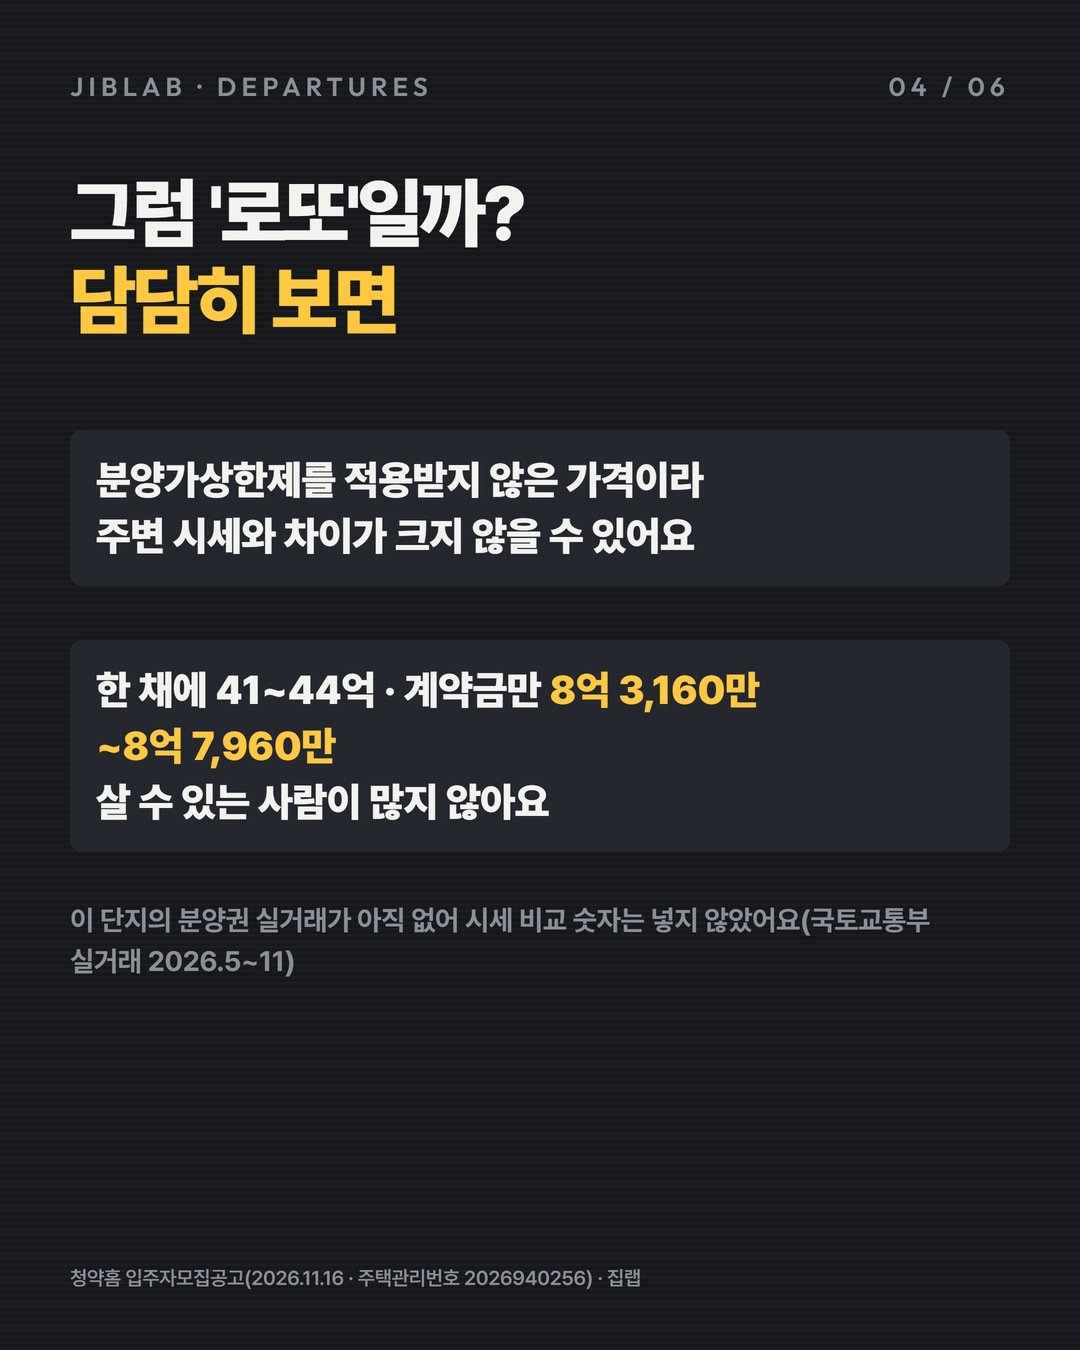 JIBLAB · DEPARTURES
04 / 06
그럼 '로또'일까?
담담히 보면
분양가상한제를 적용받지 않은 가격이라
주변 시세와 차이가 크지 않을 수 있어요
한 채에 41~44억 · 계약금만 8억 3,160만
~8억 7,960만
살 수 있는 사람이 많지 않아요
이 단지의 분양권 실거래가 아직 없어 시세 비교 숫자는 넣지 않았어요(국토교통부
실거래 2026.5~11)
청약홈 입주자모집공고(2026.11.16 · 주택관리번호 2026940256) · 집랩